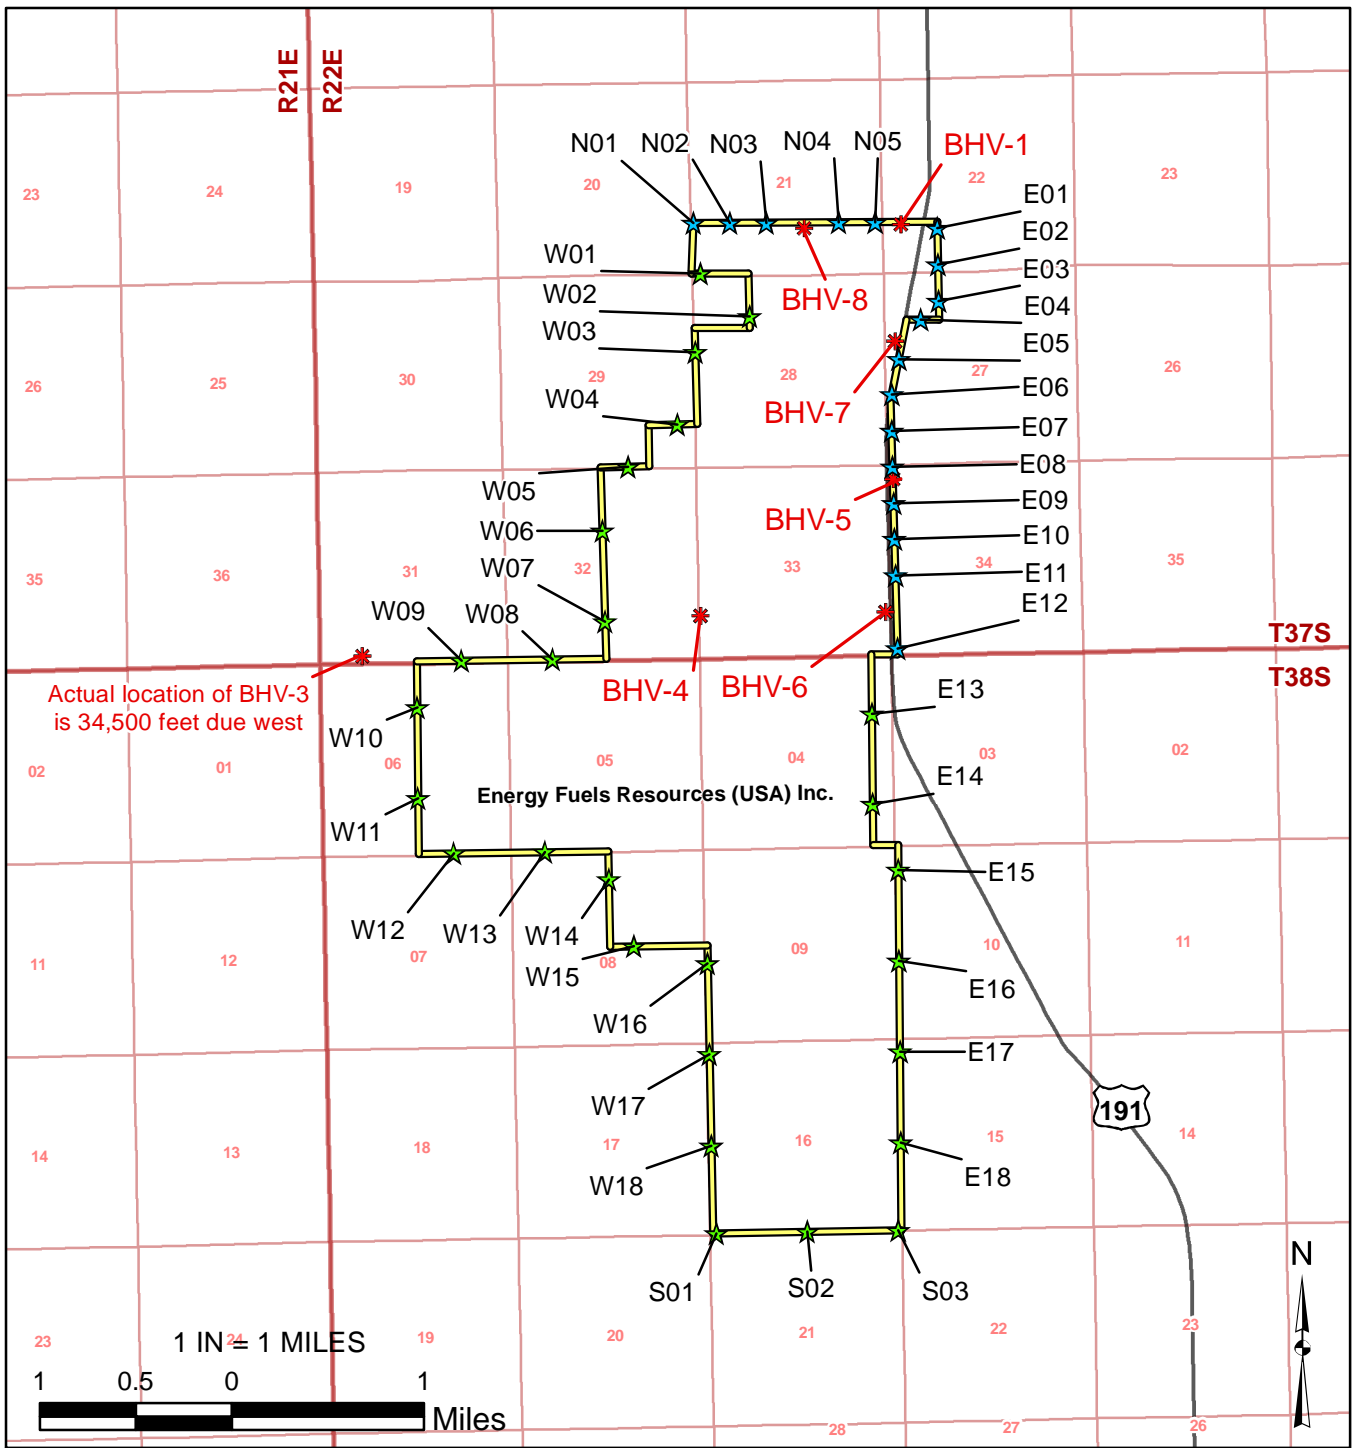 R21E
R22E
N01
N02
N03
N04
N05
BHV-1
23
24
19
20
21
22
23
E01
E02
E03
E04
E05
E06
E07
E08
E09
E10
E11
E12
W01
W02
W03
W04
W05
W06
W07
BHV-8
BHV-7
BHV-5
26
25
30
29
28
27
26
35
36
31
32
33
34
35
W09
W08
T37S
T38S
Actual location of BHV-3
is 34,500 feet due west
BHV-4
BHV-6
E13
W10
02
01
06
05
04
03
02
E14
Energy Fuels Resources (USA) Inc.
W11
E15
W12
W13
W14
W15
11
12
07
08
09
10
11
E16
W16
E17
W17
191
14
13
18
17
16
15
14
W18
E18
S01
S02
S03
N
23
24
19
20
21
22
23
1 IN = 1 MILES
1
0.5
0
1
Miles
28
27
26